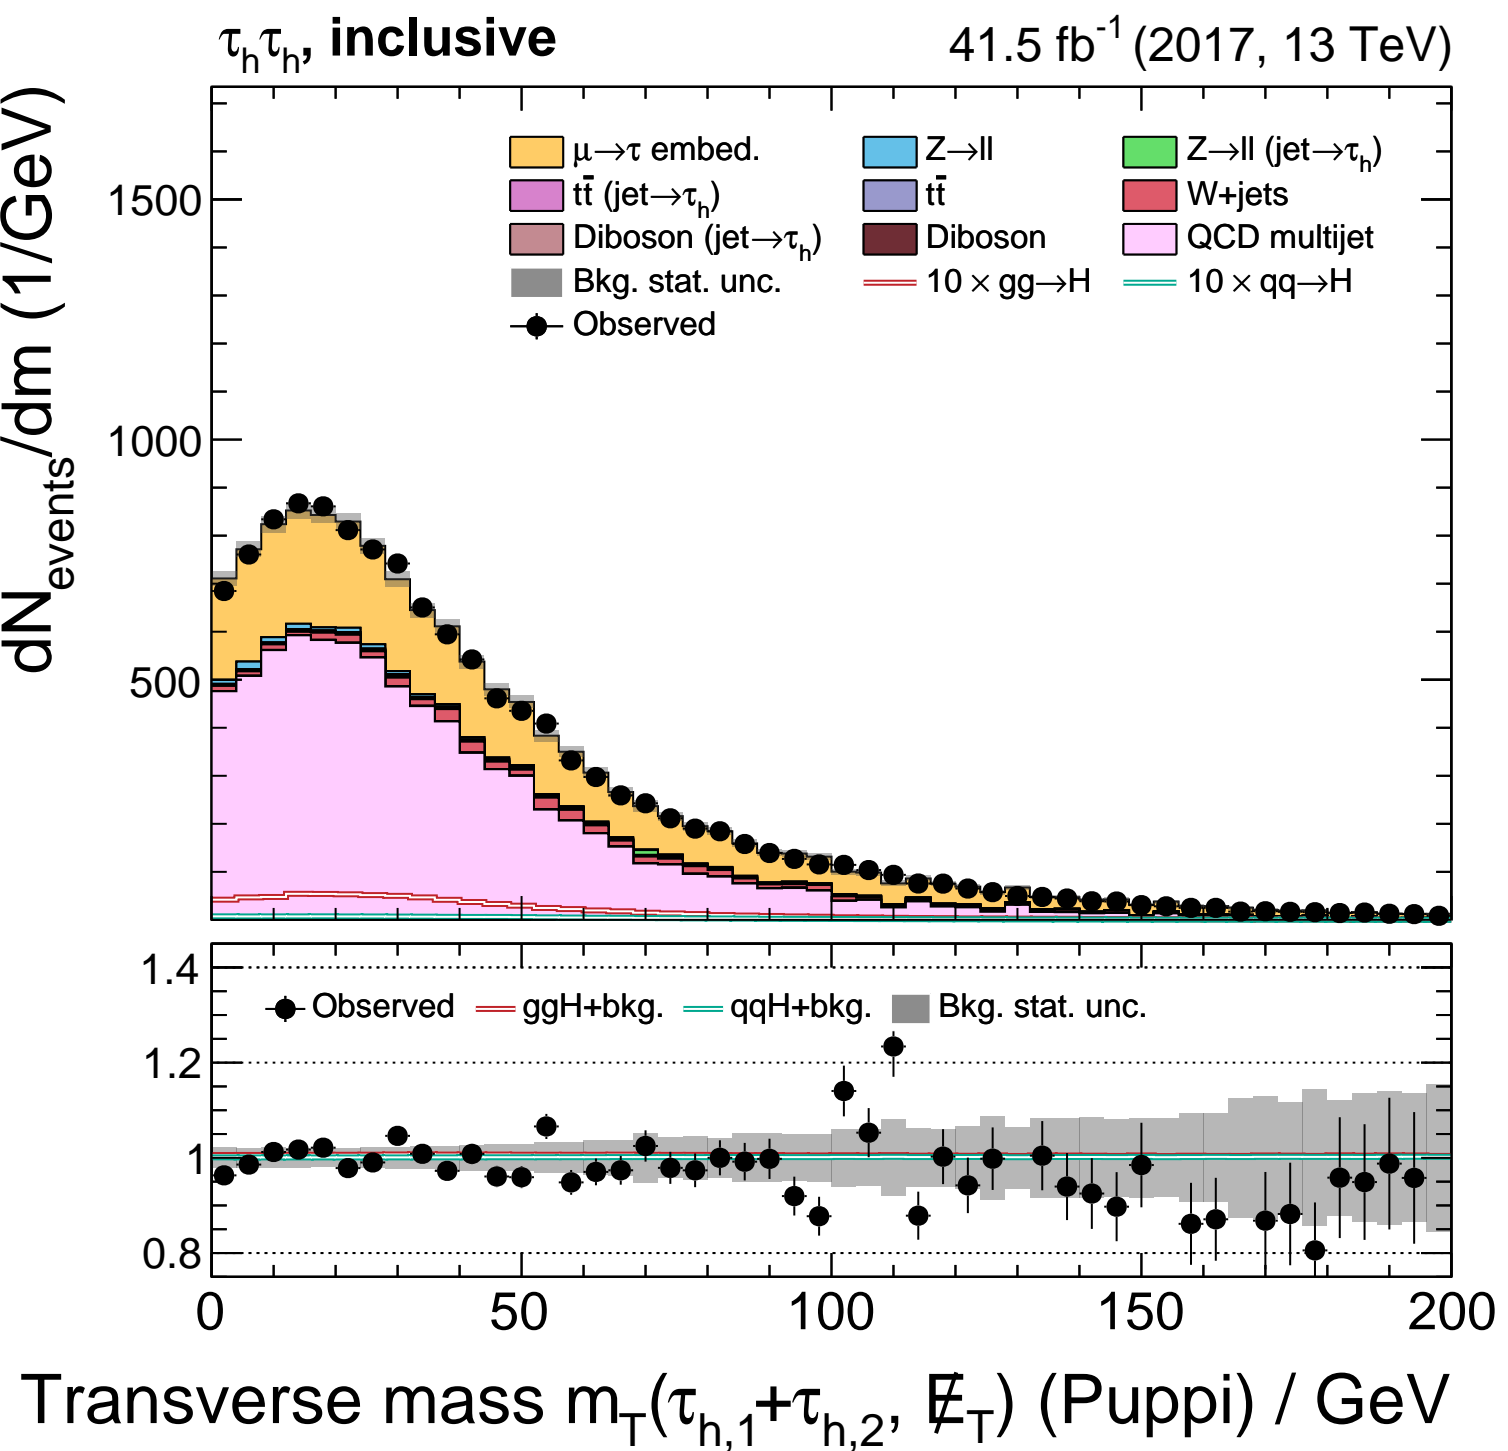 τhτh, inclusive 41.5 fb-1 (2017, 13 TeV)
dNevents/dm (1/GeV)
1500
1000
500
μ→τ embed. Z→ll Z→ll (jet→τh)
tt̄ (jet→τh) tt̄ W+jets
Diboson (jet→τh) Diboson QCD multijet
Bkg. stat. unc. 10 × gg→H 10 × qq→H
Observed
1.4
1.2
1
0.8
Observed ggH+bkg. qqH+bkg. Bkg. stat. unc.
0 50 100 150 200
Transverse mass mT(τh,1+τh,2, E̸T) (Puppi) / GeV